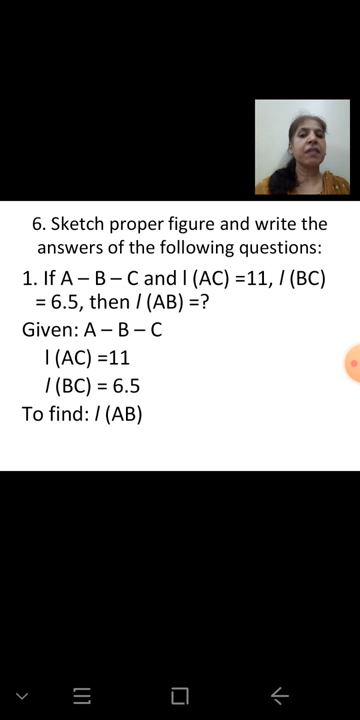 6. Sketch proper figure and write the
answers of the following questions:
1. If A – B – C and l (AC) =11, l (BC)
= 6.5, then l (AB) =?
Given: A – B – C
l (AC) =11
l (BC) = 6.5
To find: l (AB)